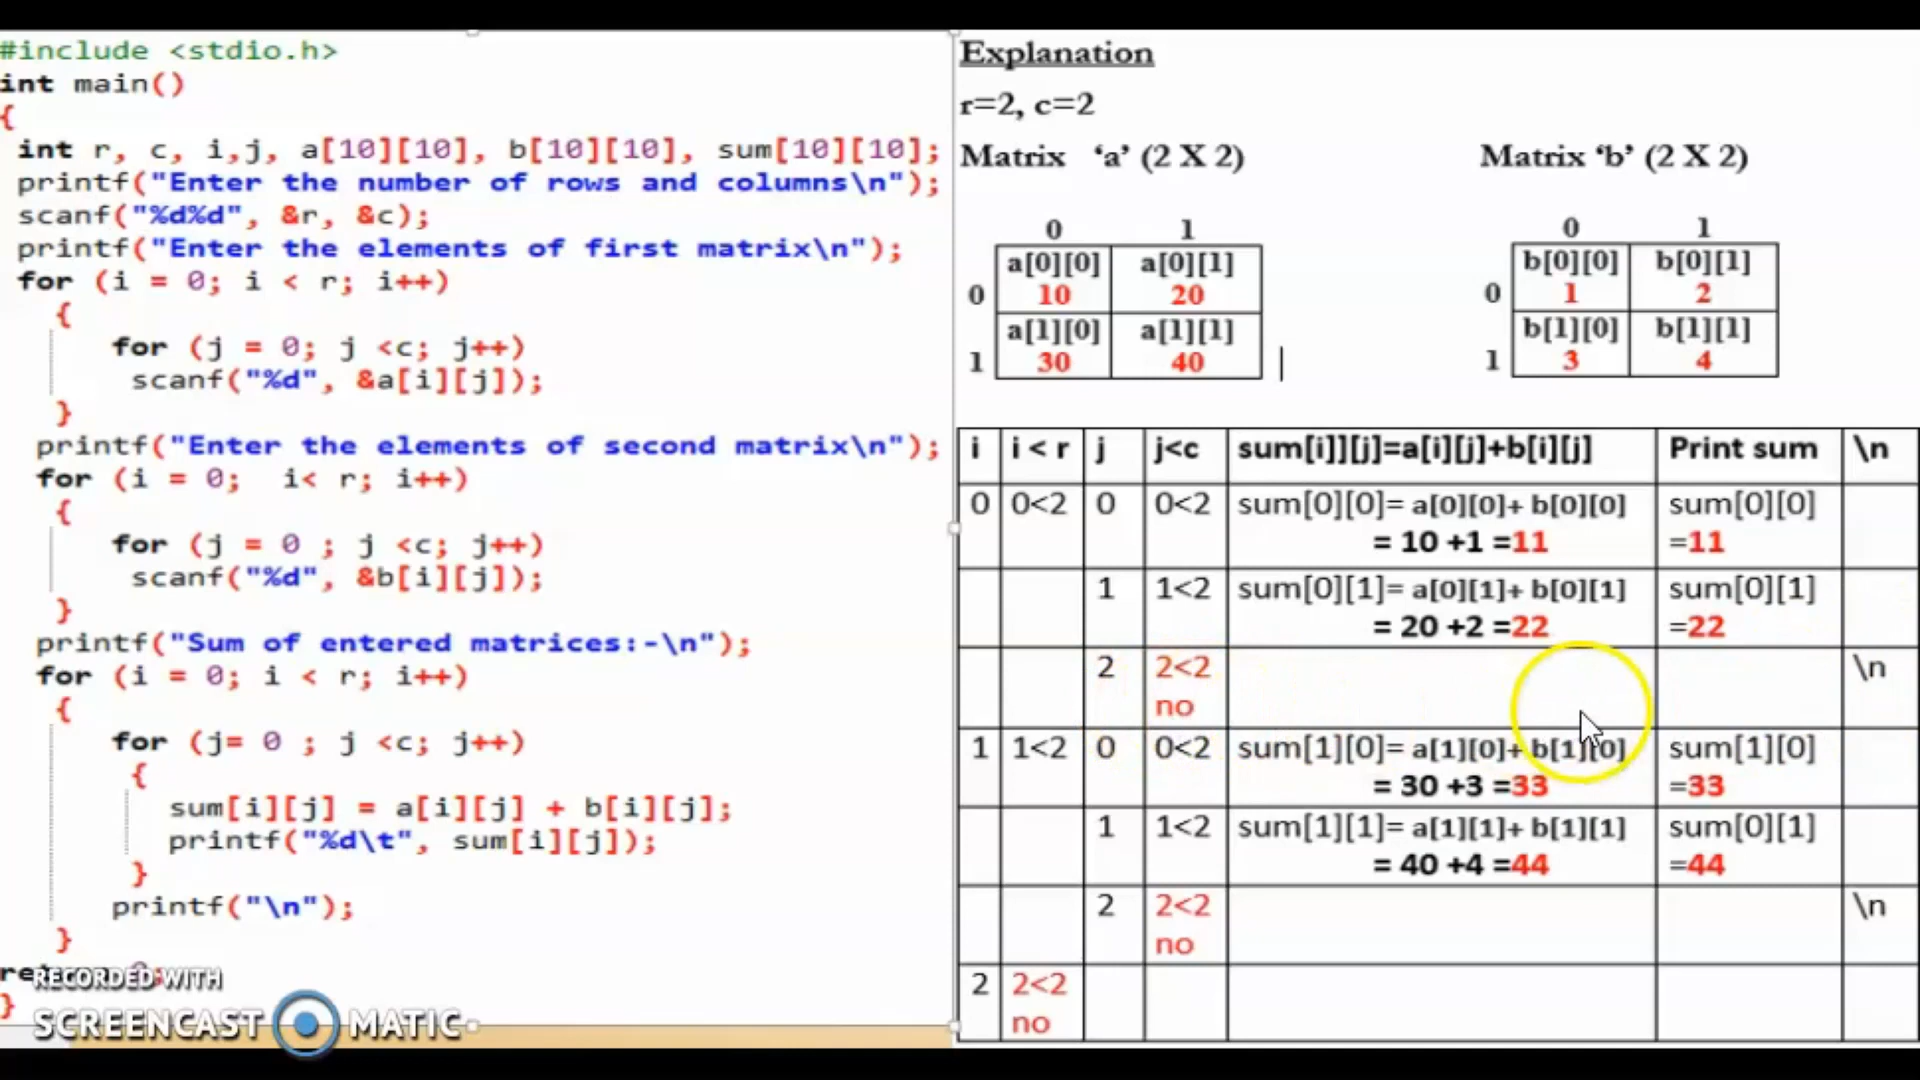 #include <stdio.h>
int main()
{
int r, c, i,j, a[10][10], b[10][10], sum[10][10];
printf("Enter the number of rows and columns\n");
scanf("%d%d", &r, &c);
printf("Enter the elements of first matrix\n");
for (i = 0; i < r; i++)
{
for (j = 0; j <c; j++)
scanf("%d", &a[i][j]);
}
printf("Enter the elements of second matrix\n");
for (i = 0; i< r; i++)
{
for (j = 0 ; j <c; j++)
scanf("%d", &b[i][j]);
}
printf("Sum of entered matrices:-\n");
for (i = 0; i < r; i++)
{
for (j= 0 ; j <c; j++)
{
sum[i][j] = a[i][j] + b[i][j];
printf("%d\t", sum[i][j]);
}
printf("\n");
}
}
RECORDED WITH
SCREENCAST MATIC
Explanation
r=2, c=2
Matrix ‘a’ (2 X 2) Matrix ‘b’ (2 X 2)
0 1
a[0][0] a[0][1]
0 10 20
a[1][0] a[1][1]
1 30 40
0 1
b[0][0] b[0][1]
0 1 2
b[1][0] b[1][1]
1 3 4
i i < r j j<c sum[i]][j]=a[i][j]+b[i][j] Print sum \n
0 0<2 0 0<2 sum[0][0]= a[0][0]+ b[0][0] sum[0][0]
= 10 +1 =11 =11
1 1<2 sum[0][1]= a[0][1]+ b[0][1] sum[0][1]
= 20 +2 =22 =22
2 2<2 \n
no
1 1<2 0 0<2 sum[1][0]= a[1][0]+ b[1][0] sum[1][0]
= 30 +3 =33 =33
1 1<2 sum[1][1]= a[1][1]+ b[1][1] sum[0][1]
= 40 +4 =44 =44
2 2<2 \n
no
2 2<2
no